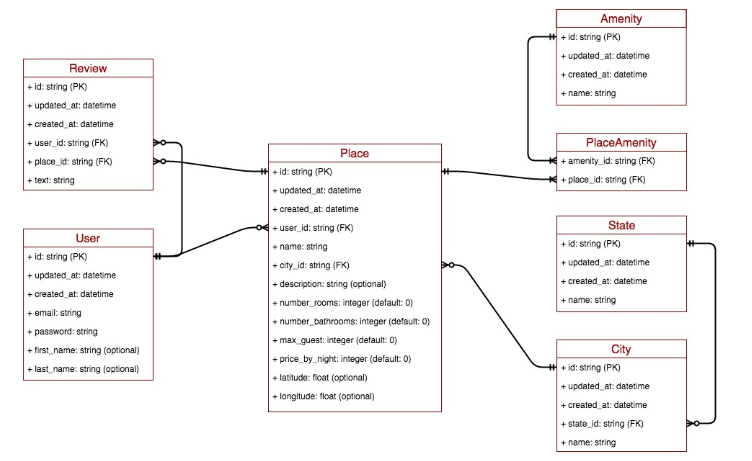 Review
+ id: string (PK)
+ updated_at: datetime
+ created_at: datetime
+ user_id: string (FK)
+ place_id: string (FK)
+ text: string
User
+ id: string (PK)
+ updated_at: datetime
+ created_at: datetime
+ email: string
+ password: string
+ first_name: string (optional)
+ last_name: string (optional)
Place
+ id: string (PK)
+ updated_at: datetime
+ created_at: datetime
+ user_id: string (FK)
+ name: string
+ city_id: string (FK)
+ description: string (optional)
+ number_rooms: integer (default: 0)
+ number_bathrooms: integer (default: 0)
+ max_guest: integer (default: 0)
+ price_by_night: integer (default: 0)
+ latitude: float (optional)
+ longitude: float (optional)
Amenity
+ id: string (PK)
+ updated_at: datetime
+ created_at: datetime
+ name: string
PlaceAmenity
+ amenity_id: string (FK)
+ place_id: string (FK)
State
+ id: string (PK)
+ updated_at: datetime
+ created_at: datetime
+ name: string
City
+ id: string (PK)
+ updated_at: datetime
+ created_at: datetime
+ state_id: string (FK)
+ name: string